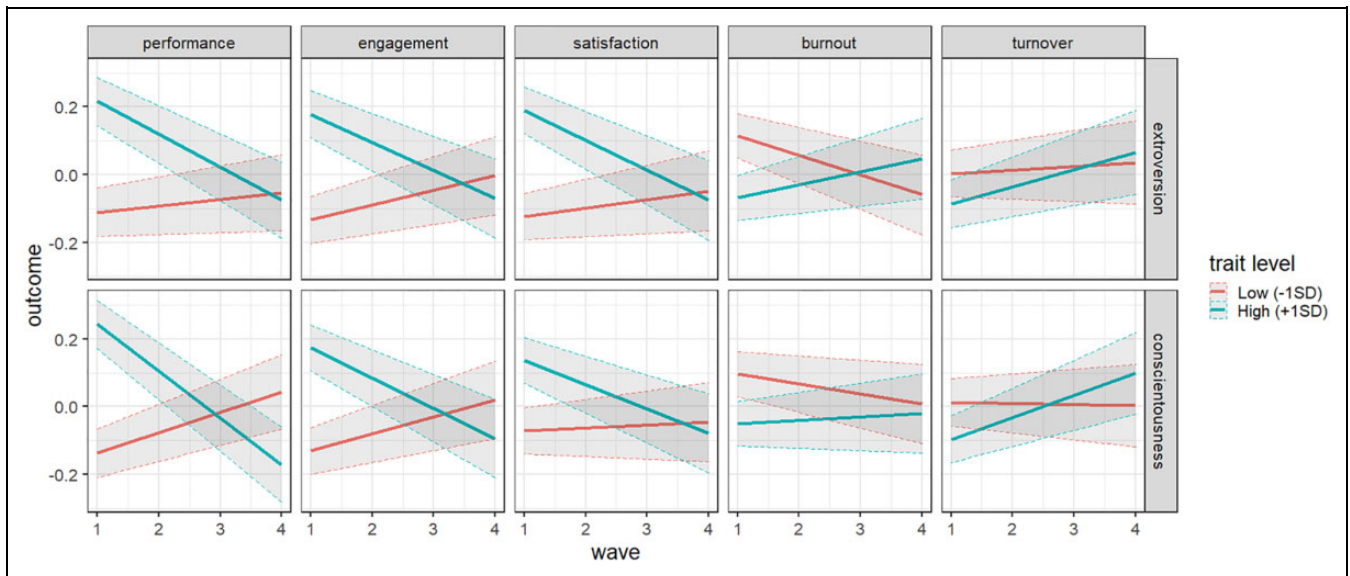 performance engagement satisfaction burnout turnover
0.2
0.0
-0.2
extroversion
0.2
0.0
-0.2
conscientousness
outcome
1 2 3 4 1 2 3 4 1 2 3 4 1 2 3 4 1 2 3 4
wave
trait level
Low (-1SD)
High (+1SD)